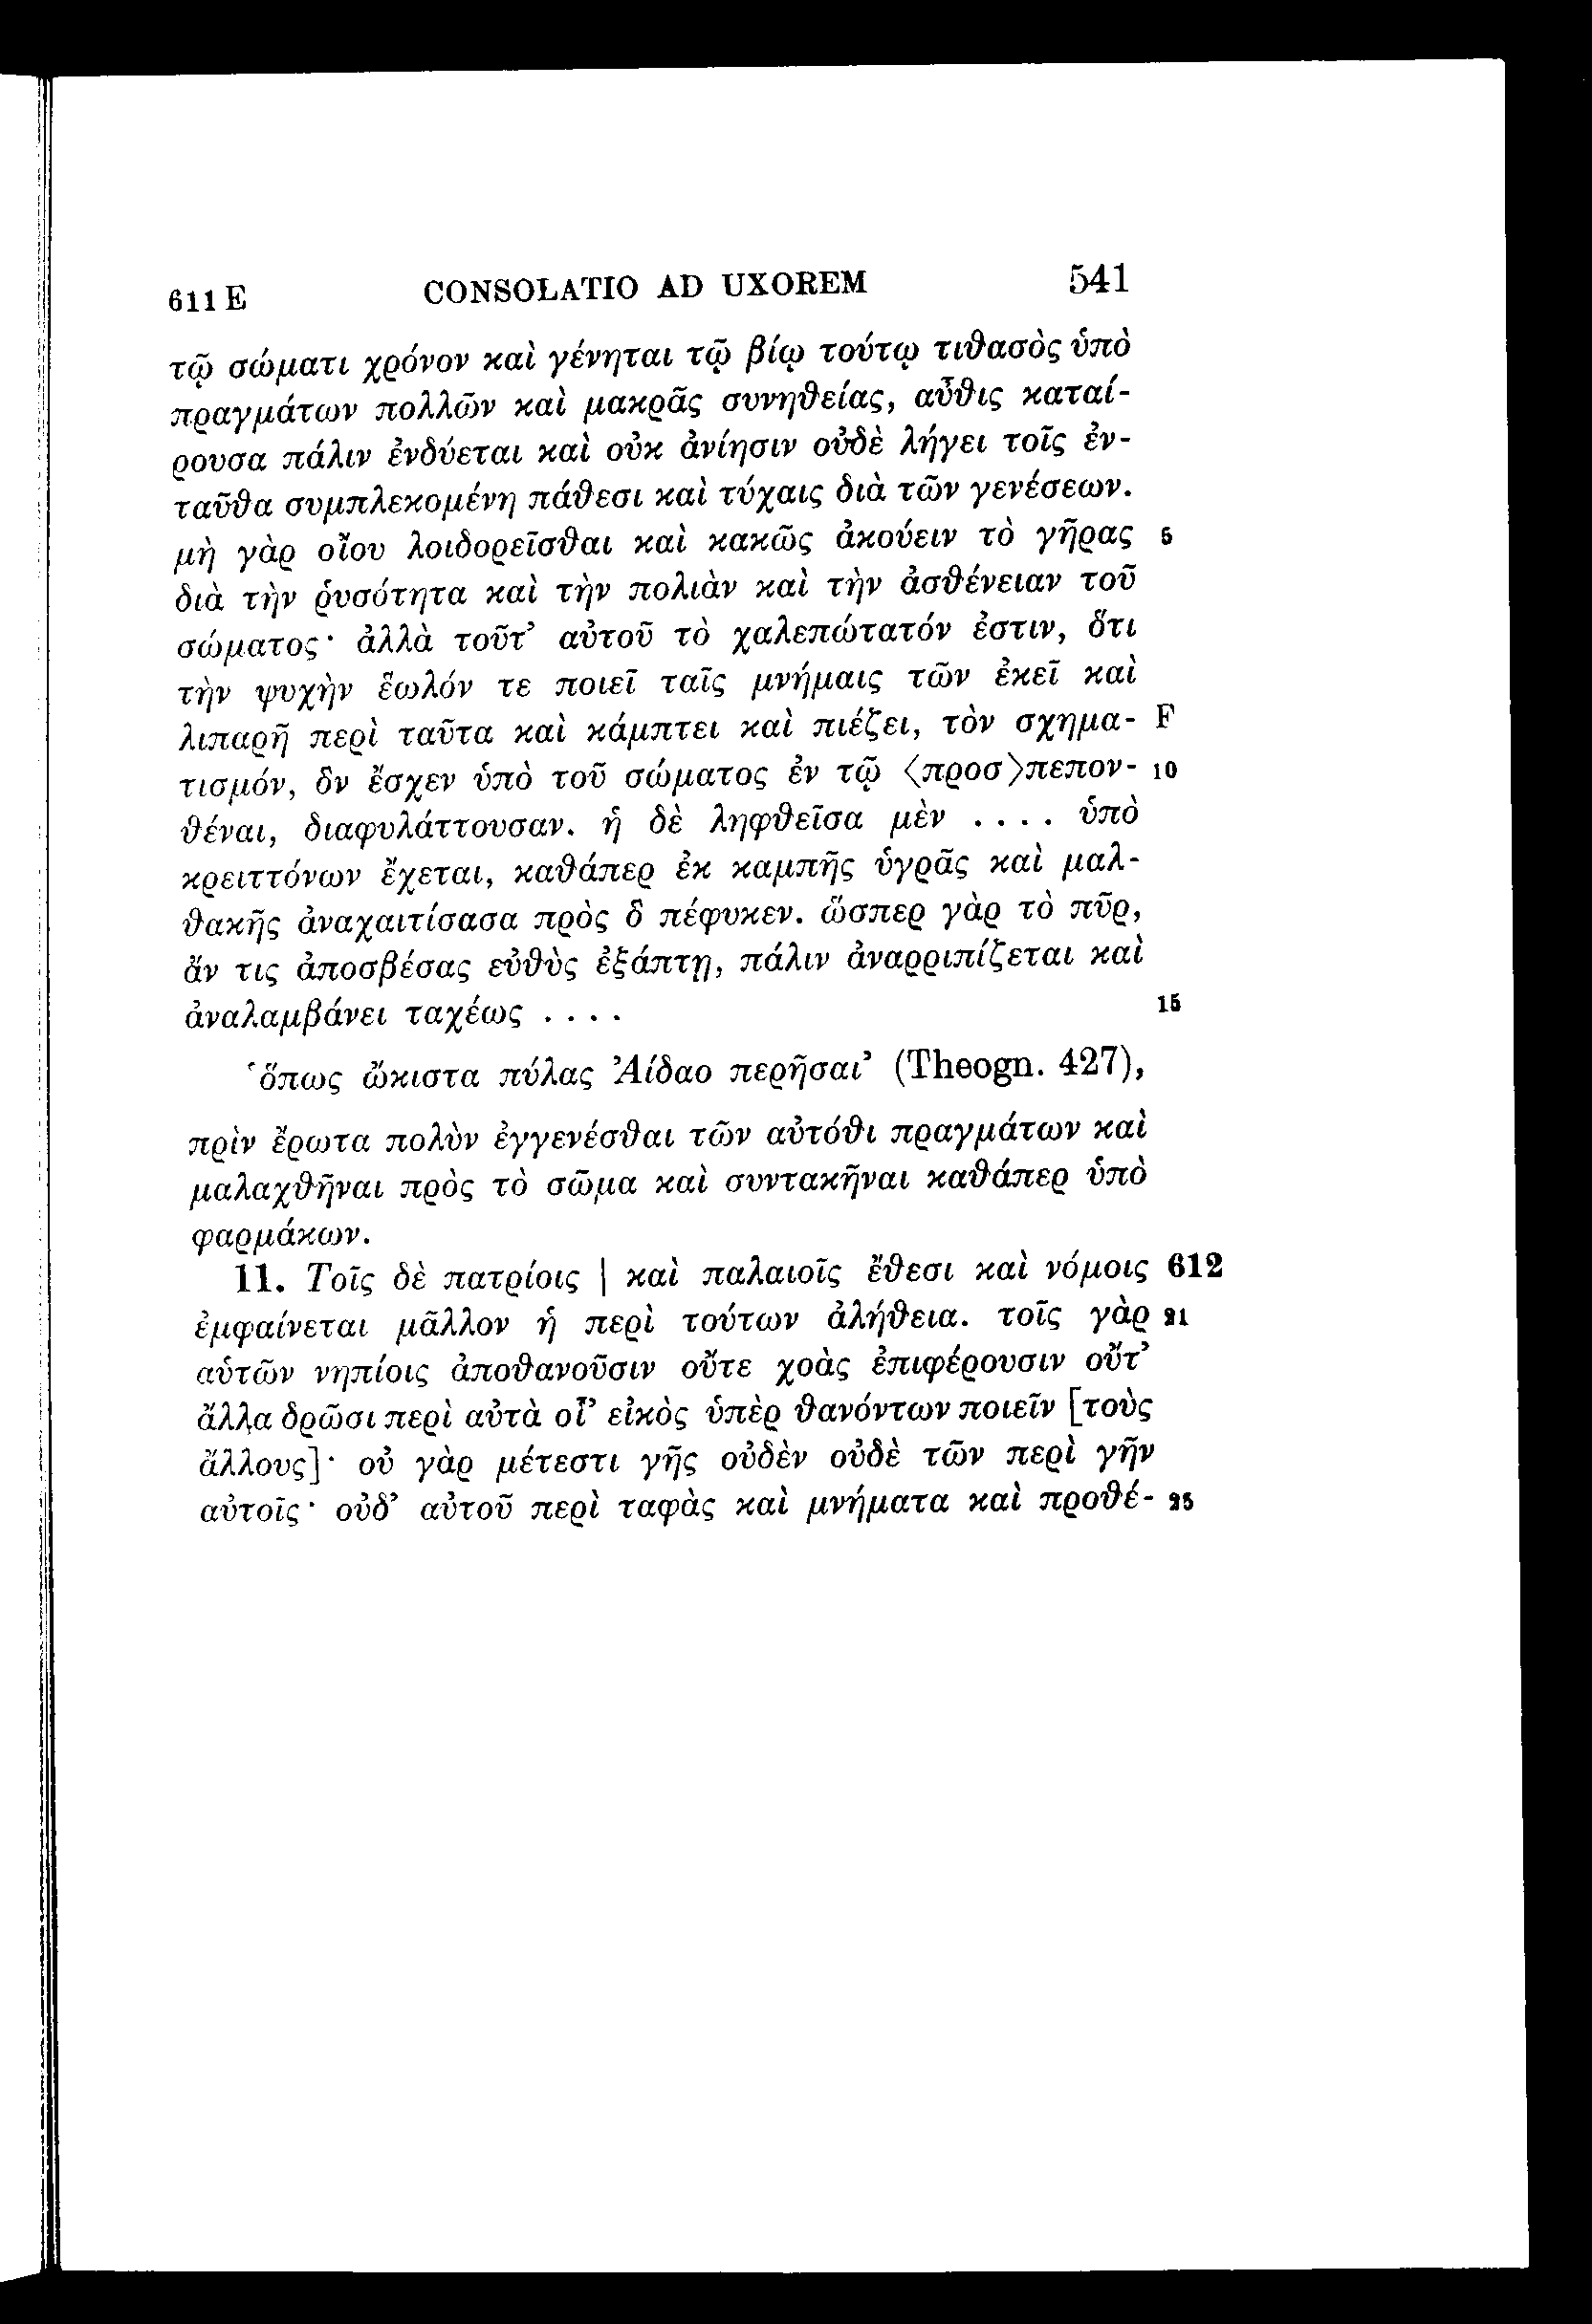 611 E CONSOLATIO AD UXOREM 541
τῷ σώματι χρόνον καὶ γένηται τῷ βίῳ τούτῳ τιθασὸς ὑπὸ
πραγμάτων πολλῶν καὶ μακρᾶς συνηθείας, αὖθις καταί-
ρουσα πάλιν ἐνδύεται καὶ οὐκ ἀνίησιν οὐδὲ λήγει τοῖς ἐν-
ταῦθα συμπλεκομένη πάθεσι καὶ τύχαις διὰ τῶν γενέσεων.
μὴ γὰρ οἴου λοιδορεῖσθαι καὶ κακῶς ἀκούειν τὸ γῆρας 5
διὰ τὴν ῥυσότητα καὶ τὴν πολιὰν καὶ τὴν ἀσθένειαν τοῦ
σώματος· ἀλλὰ τοῦτ’ αὐτοῦ τὸ χαλεπώτατόν ἐστιν, ὅτι
τὴν ψυχὴν ἕωλόν τε ποιεῖ ταῖς μνήμαις τῶν ἐκεῖ καὶ
λιπαρῆ περὶ ταῦτα καὶ κάμπτει καὶ πιέζει, τὸν σχημα- F
τισμόν, ὃν ἔσχεν ὑπὸ τοῦ σώματος ἐν τῷ ⟨προσ⟩πεπον- 10
θέναι, διαφυλάττουσαν. ἡ δὲ ληφθεῖσα μὲν . . . . ὑπὸ
κρειττόνων ἔχεται, καθάπερ ἐκ καμπῆς ὑγρᾶς καὶ μαλ-
θακῆς ἀναχαιτίσασα πρὸς ὃ πέφυκεν. ὥσπερ γὰρ τὸ πῦρ,
ἄν τις ἀποσβέσας εὐθὺς ἐξάπτῃ, πάλιν ἀναρριπίζεται καὶ
ἀναλαμβάνει ταχέως . . . . 15
‘ὅπως ὤκιστα πύλας Ἀίδαο περῆσαι’ (Theogn. 427),
πρὶν ἔρωτα πολὺν ἐγγενέσθαι τῶν αὐτόθι πραγμάτων καὶ
μαλαχθῆναι πρὸς τὸ σῶμα καὶ συντακῆναι καθάπερ ὑπὸ
φαρμάκων.
11. Τοῖς δὲ πατρίοις | καὶ παλαιοῖς ἔθεσι καὶ νόμοις 612
ἐμφαίνεται μᾶλλον ἡ περὶ τούτων ἀλήθεια. τοῖς γὰρ 21
αὑτῶν νηπίοις ἀποθανοῦσιν οὔτε χοὰς ἐπιφέρουσιν οὔτ’
ἄλλα δρῶσι περὶ αὐτὰ οἷ’ εἰκὸς ὑπὲρ θανόντων ποιεῖν [τοὺς
ἄλλους]· οὐ γὰρ μέτεστι γῆς οὐδὲν οὐδὲ τῶν περὶ γῆν
αὐτοῖς· οὐδ’ αὐτοῦ περὶ ταφὰς καὶ μνήματα καὶ προθέ- 25